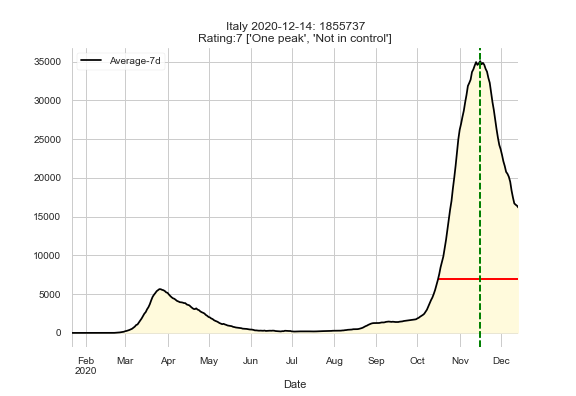 Italy 2020-12-14: 1855737
Rating:7 ['One peak', 'Not in control']
Average-7d
35000
30000
25000
20000
15000
10000
5000
0
Feb Mar Apr May Jun Jul Aug Sep Oct Nov Dec
2020
Date